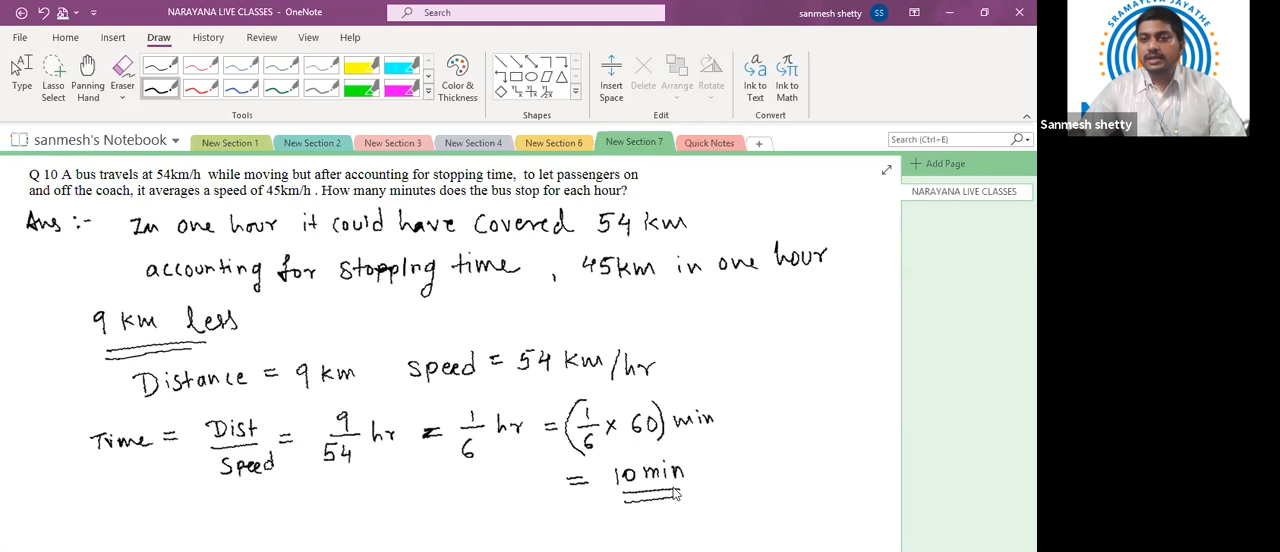 NARAYANA LIVE CLASSES - OneNote
Search
sanmesh shetty SS
File Home Insert Draw History Review View Help
Type Lasso Select Panning Hand Eraser
Color & Thickness
Insert Space Delete Arrange Rotate
Ink to Text Ink to Math
Tools Shapes Edit Convert
sanmesh's Notebook New Section 1 New Section 2 New Section 3 New Section 4 New Section 6 New Section 7 Quick Notes
Search (Ctrl+E)
Add Page
NARAYANA LIVE CLASSES
SRAMAYEVA JAYATHE
Sanmesh shetty
Q 10 A bus travels at 54km/h while moving but after accounting for stopping time, to let passengers on
and off the coach, it averages a speed of 45km/h . How many minutes does the bus stop for each hour?
Ans :- In one hour it could have covered 54 km
accounting for stopping time , 45km in one hour
9 km less
Distance = 9 km speed = 54 km/hr
Time = Dist/Speed = 9/54 hr = 1/6 hr = (1/6 × 60) min
= 10 min